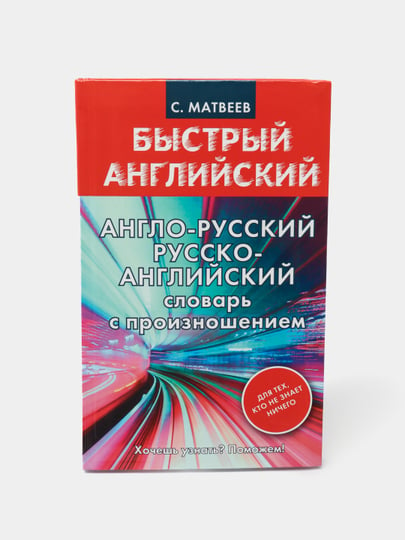 С. МАТВЕЕВ
БЫСТРЫЙ
АНГЛИЙСКИЙ
АНГЛО-РУССКИЙ
РУССКО-
АНГЛИЙСКИЙ
словарь
с произношением
ДЛЯ ТЕХ,
КТО НЕ ЗНАЕТ
НИЧЕГО
Хочешь узнать? Поможем!